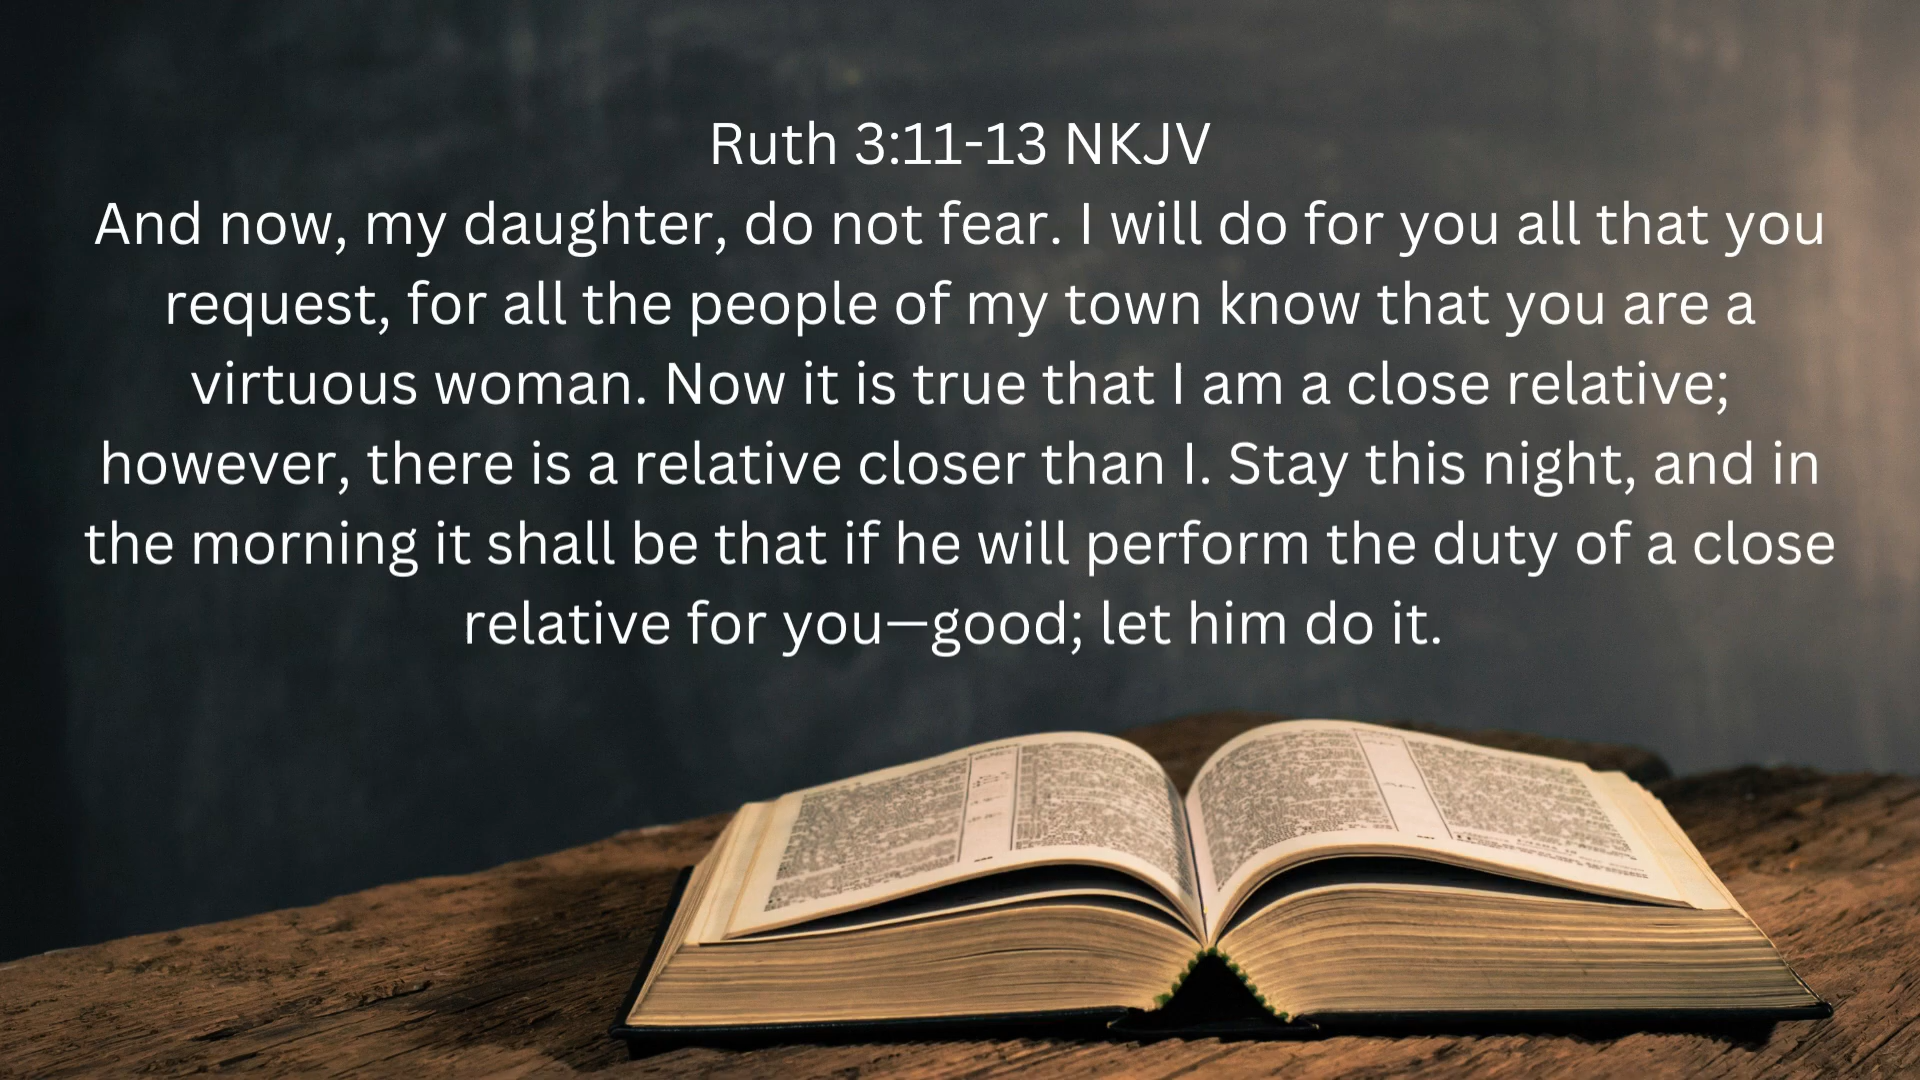 Ruth 3:11-13 NKJV
And now, my daughter, do not fear. I will do for you all that you
request, for all the people of my town know that you are a
virtuous woman. Now it is true that I am a close relative;
however, there is a relative closer than I. Stay this night, and in
the morning it shall be that if he will perform the duty of a close
relative for you—good; let him do it.